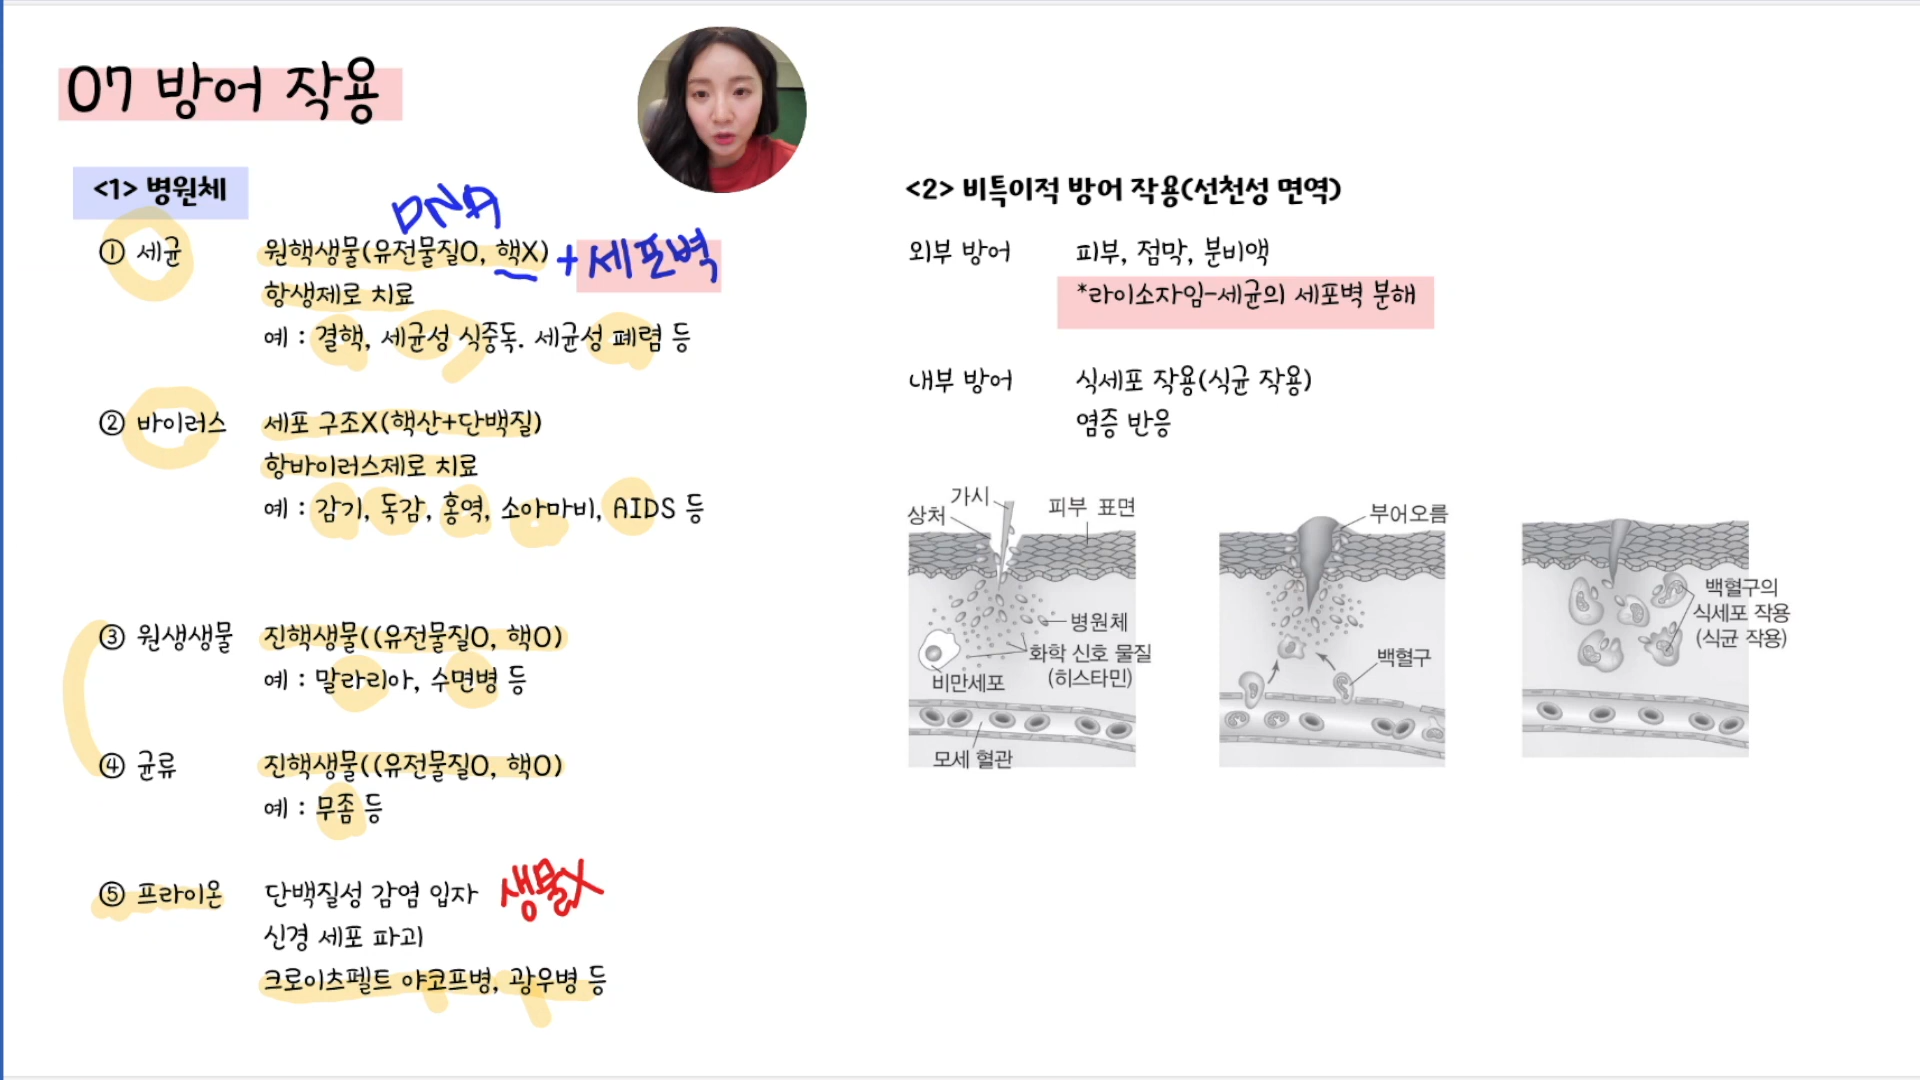 07 방어 작용
<1> 병원체
DNA
① 세균 원핵생물(유전물질O, 핵X) + 세포벽
항생제로 치료
예 : 결핵, 세균성 식중독. 세균성 폐렴 등
② 바이러스 세포 구조X(핵산+단백질)
항바이러스제로 치료
예 : 감기, 독감, 홍역, 소아마비, AIDS 등
③ 원생생물 진핵생물((유전물질O, 핵O)
예 : 말라리아, 수면병 등
④ 균류 진핵생물((유전물질O, 핵O)
예 : 무좀 등
⑤ 프라이온 단백질성 감염 입자 생물X
신경 세포 파괴
크로이츠펠트 야코프병, 광우병 등
<2> 비특이적 방어 작용(선천성 면역)
외부 방어 피부, 점막, 분비액
*라이소자임-세균의 세포벽 분해
내부 방어 식세포 작용(식균 작용)
염증 반응
가시
상처
피부 표면
병원체
화학 신호 물질
(히스타민)
비만세포
모세 혈관
부어오름
백혈구
백혈구의
식세포 작용
(식균 작용)